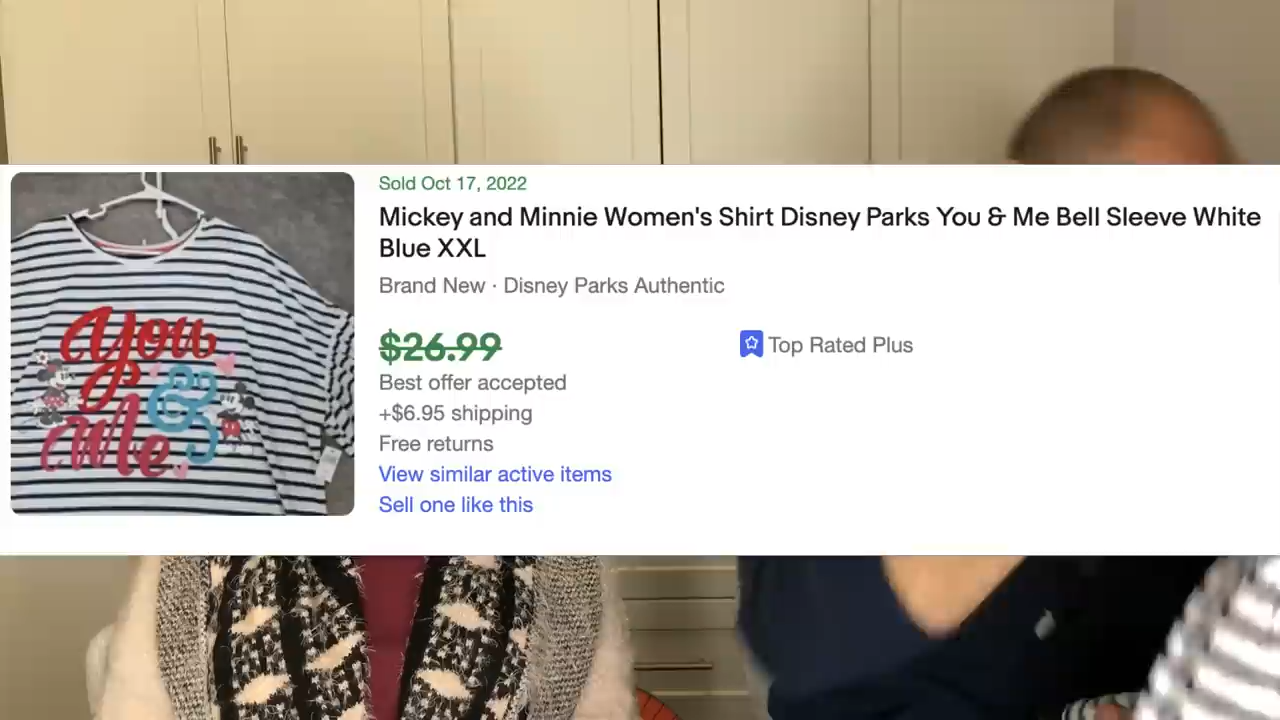 Sold Oct 17, 2022
Mickey and Minnie Women's Shirt Disney Parks You & Me Bell Sleeve White
Blue XXL
Brand New · Disney Parks Authentic
$26.99
Top Rated Plus
Best offer accepted
+$6.95 shipping
Free returns
View similar active items
Sell one like this
You
&
Me